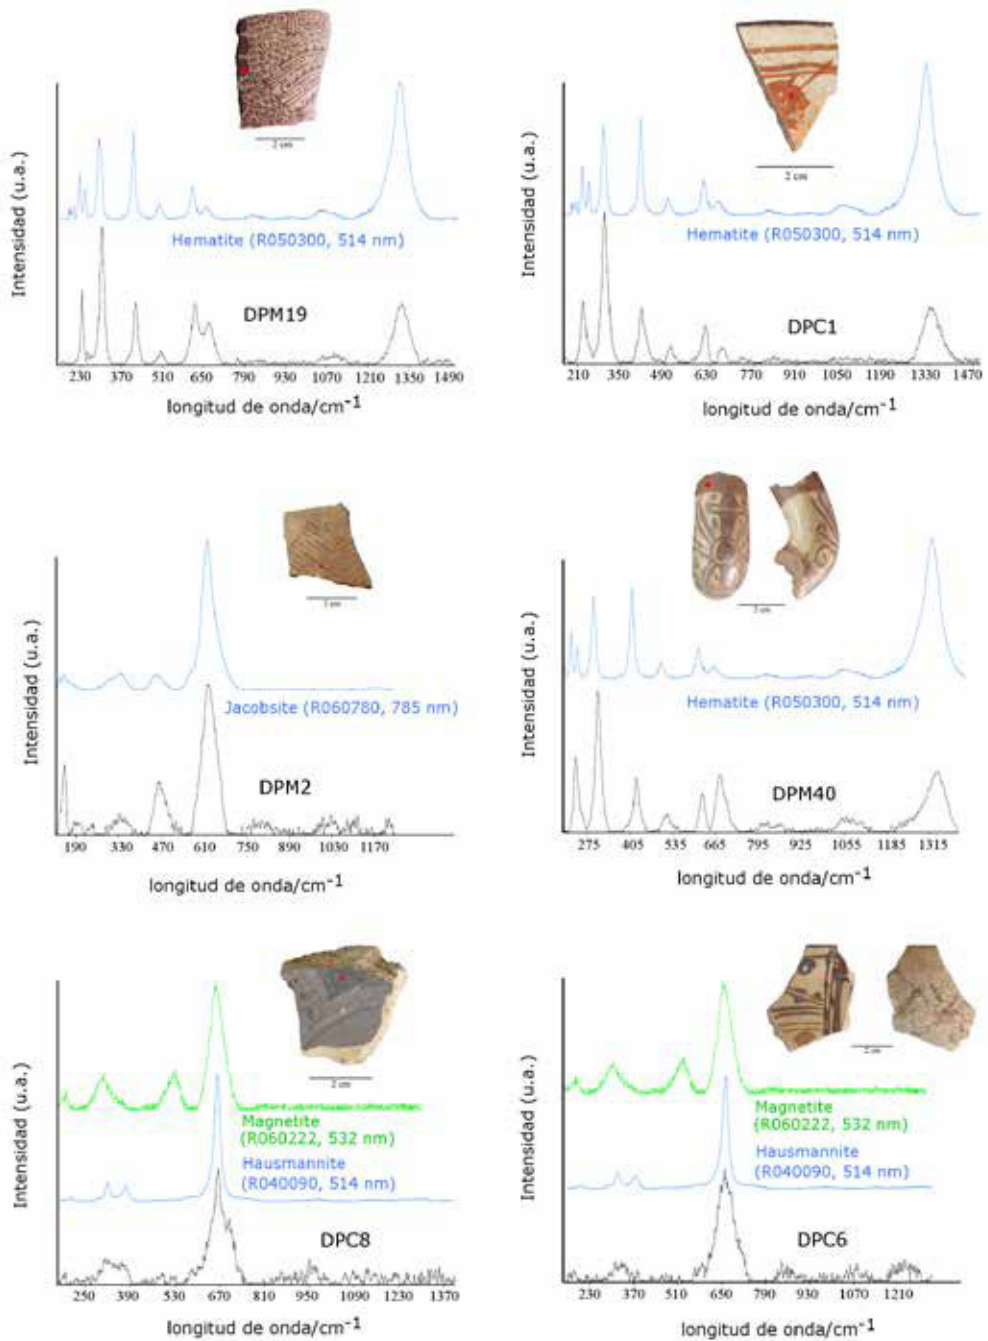 2 cm
Intensidad (u.a.)
Hematite (R050300, 514 nm)
DPM19
230 370 510 650 790 930 1070 1210 1350 1490
longitud de onda/cm-1
2 cm
Intensidad (u.a.)
Hematite (R050300, 514 nm)
DPC1
210 350 490 630 770 910 1050 1190 1330 1470
longitud de onda/cm-1
2 cm
Intensidad (u.a.)
Jacobsite (R060780, 785 nm)
DPM2
190 330 470 610 750 890 1030 1170
longitud de onda/cm-1
2 cm
Intensidad (u.a.)
Hematite (R050300, 514 nm)
DPM40
275 405 535 665 795 925 1055 1185 1315
longitud de onda/cm-1
2 cm
Intensidad (u.a.)
Magnetite
(R060222, 532 nm)
Hausmannite
(R040090, 514 nm)
DPC8
250 390 530 670 810 950 1090 1230 1370
longitud de onda/cm-1
2 cm
Intensidad (u.a.)
Magnetite
(R060222, 532 nm)
Hausmannite
(R040090, 514 nm)
DPC6
230 370 510 650 790 930 1070 1210
longitud de onda/cm-1